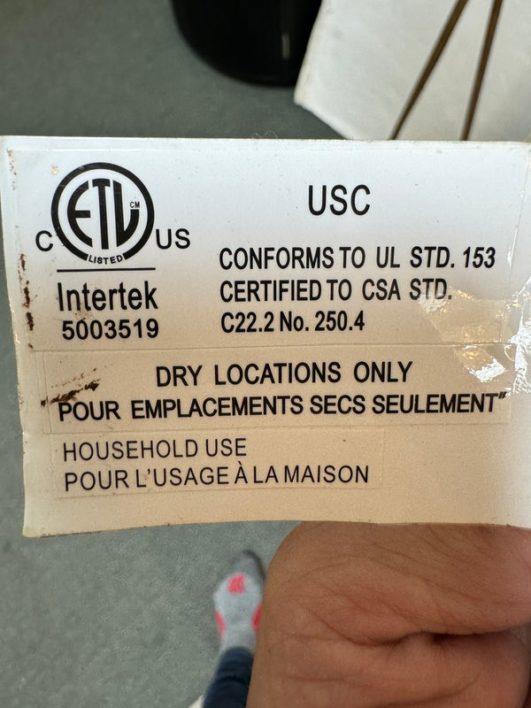 USC
C ETL CM US
LISTED
Intertek
5003519
CONFORMS TO UL STD. 153
CERTIFIED TO CSA STD.
C22.2 No. 250.4
DRY LOCATIONS ONLY
POUR EMPLACEMENTS SECS SEULEMENT"
HOUSEHOLD USE
POUR L'USAGE À LA MAISON